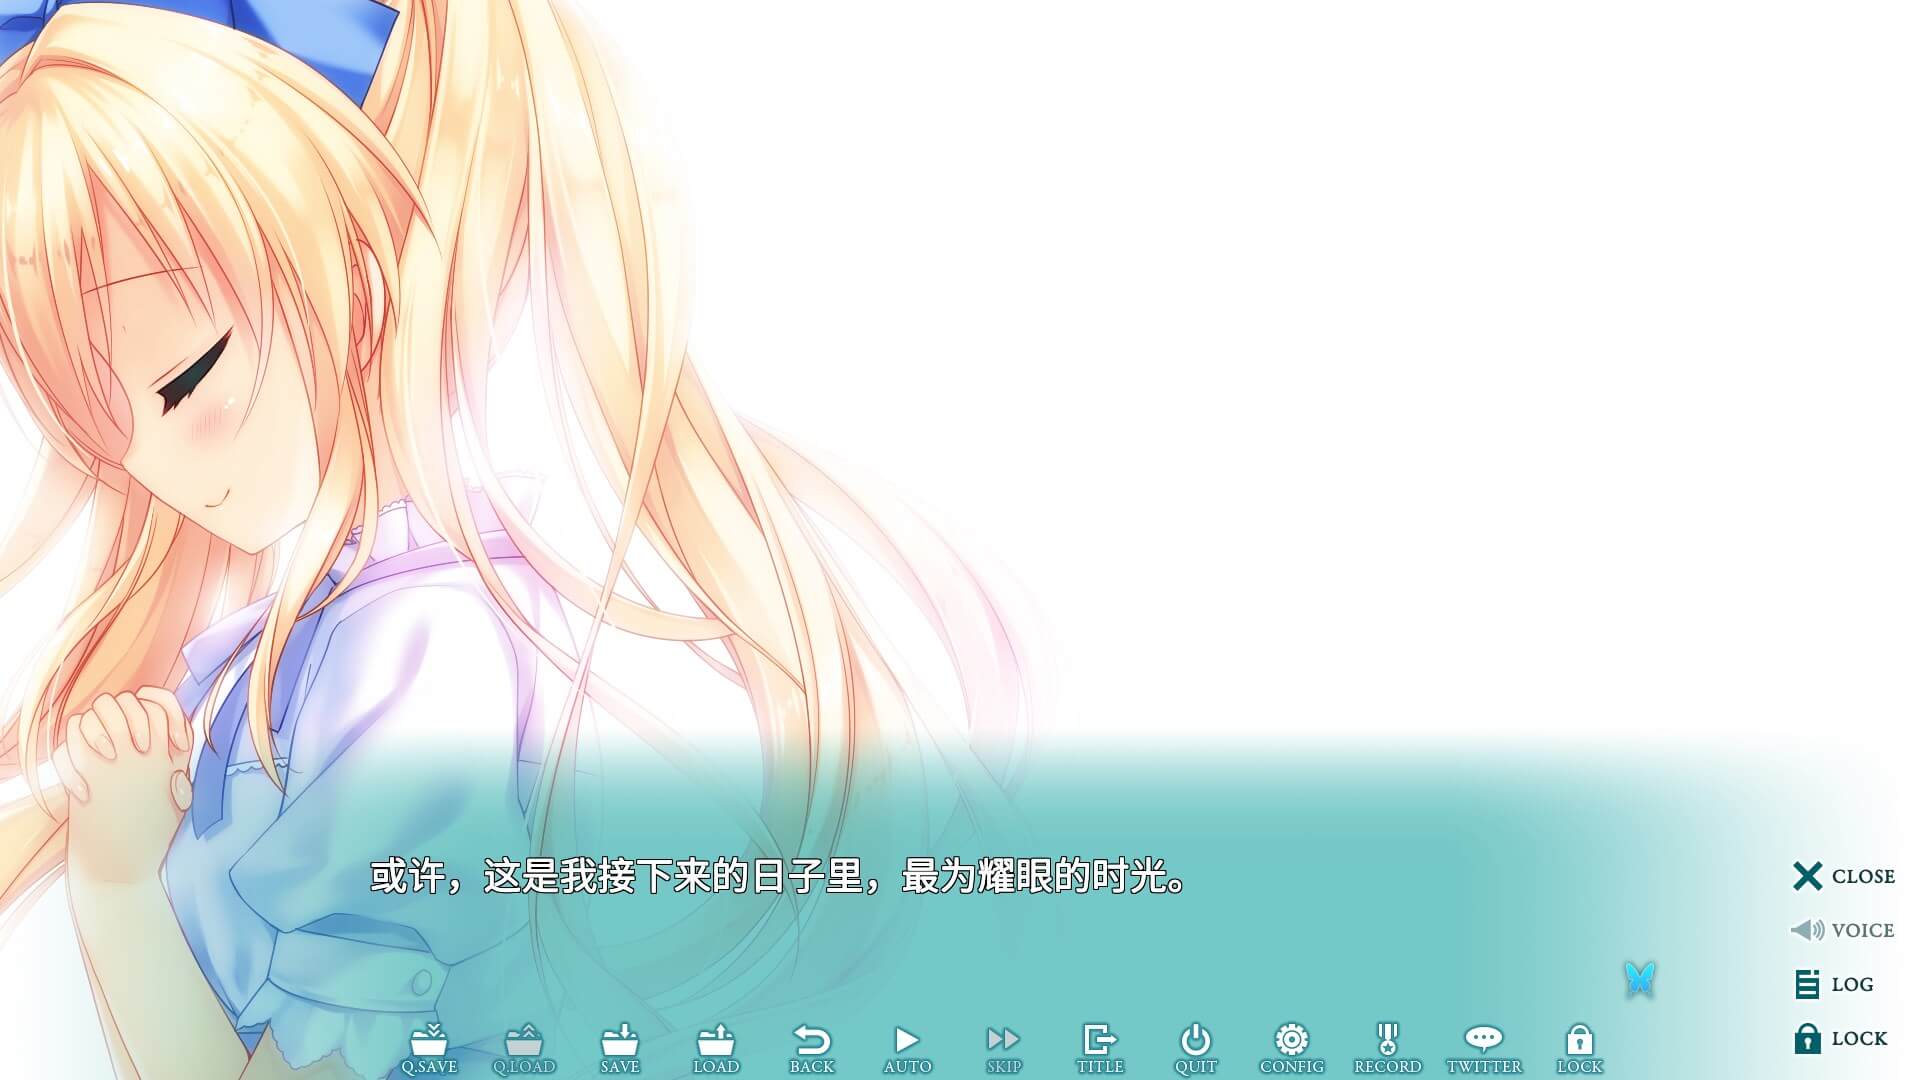 或许，这是我接下来的日子里，最为耀眼的时光。
CLOSE
VOICE
LOG
LOCK
Q.SAVE
Q.LOAD
SAVE
LOAD
BACK
AUTO
SKIP
TITLE
QUIT
CONFIG
RECORD
TWITTER
LOCK